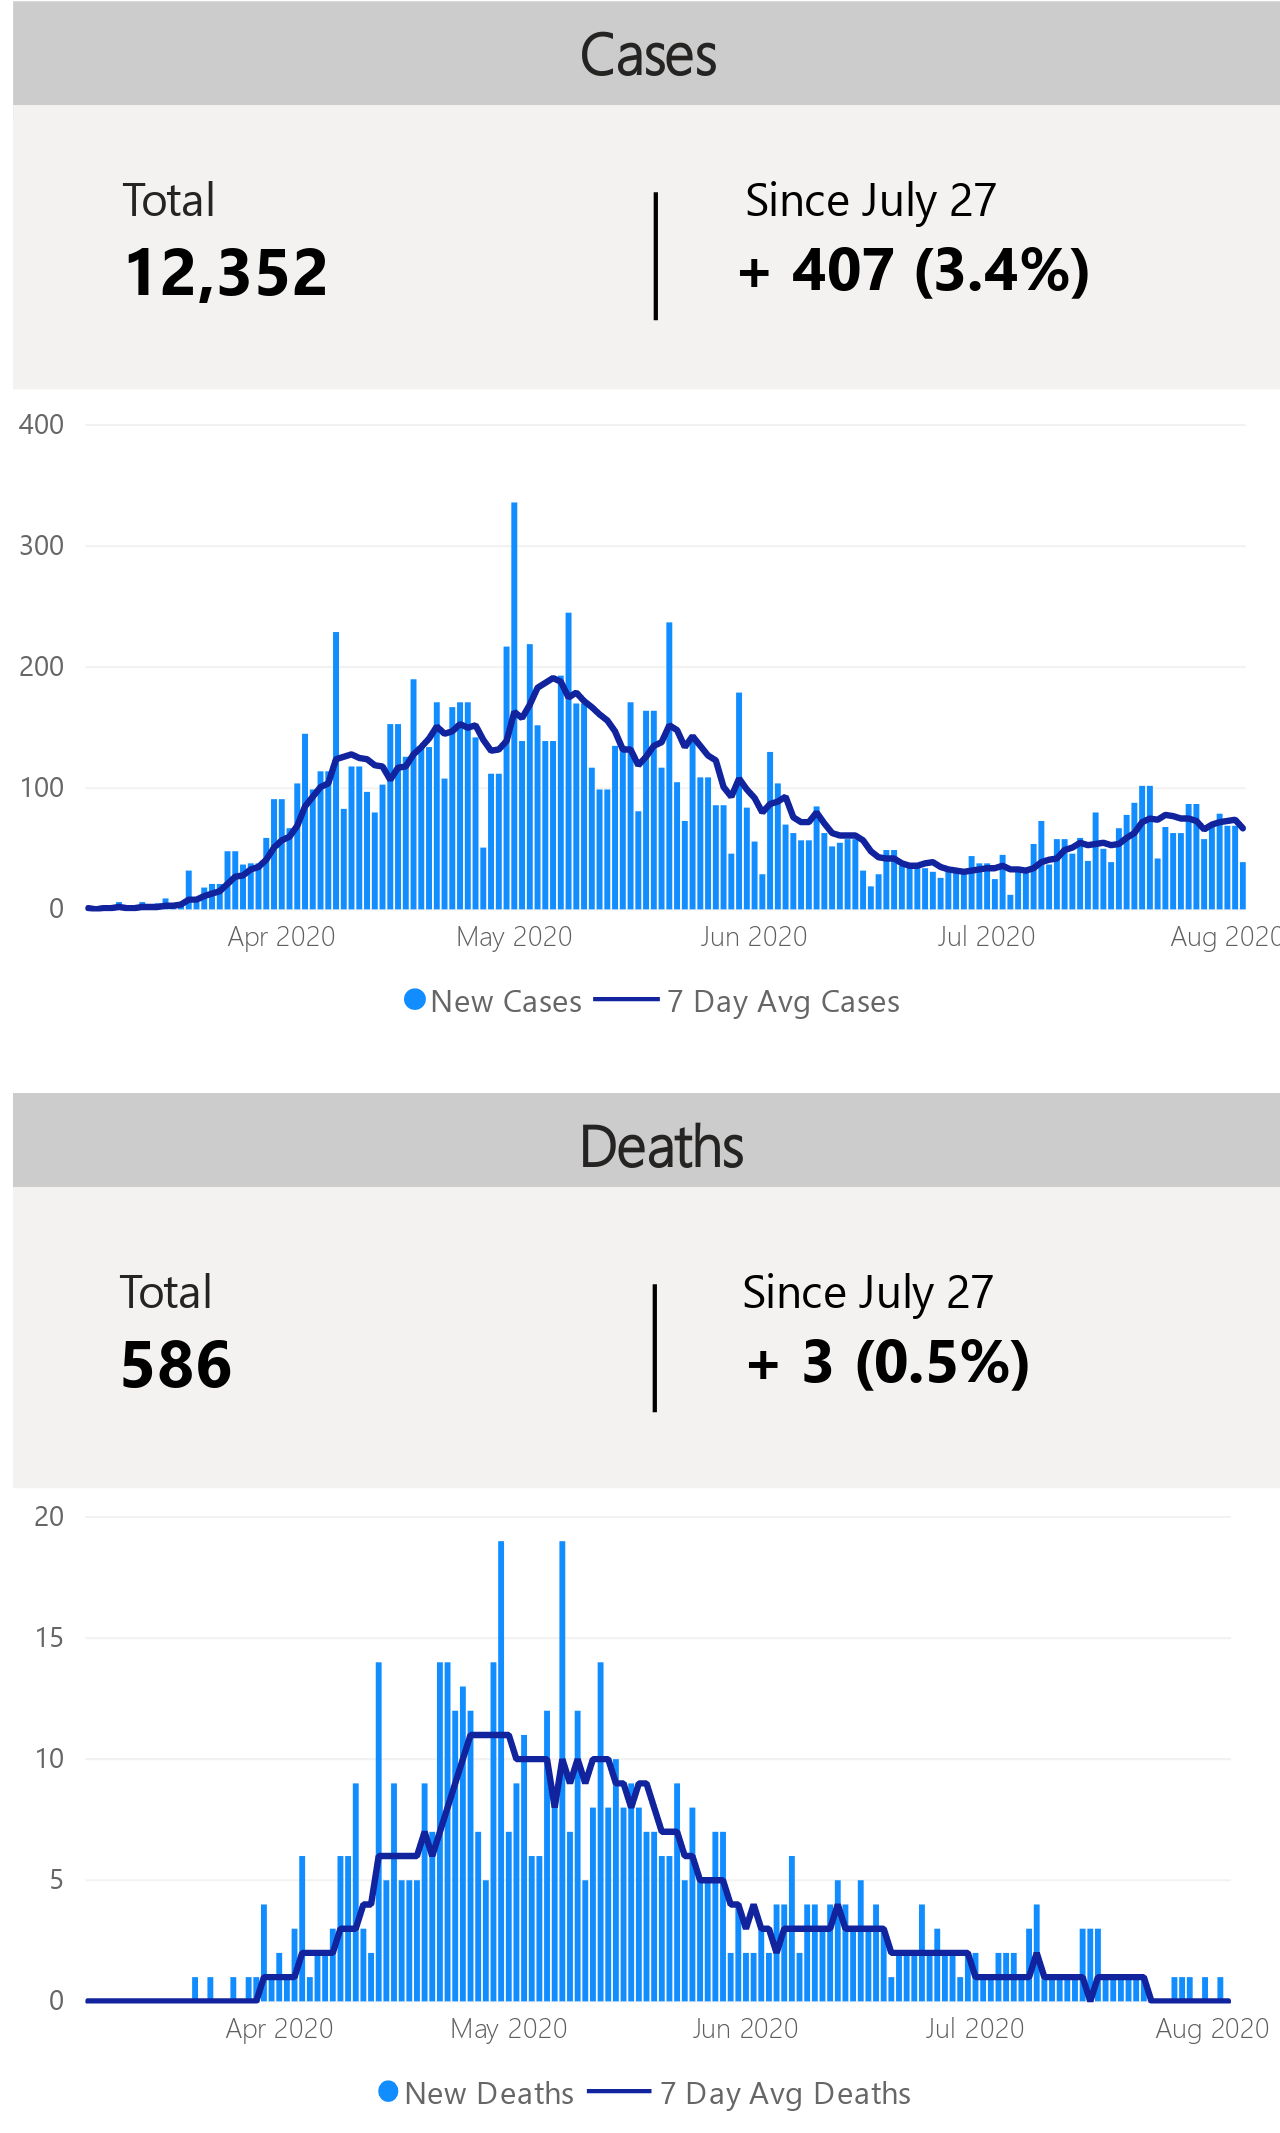 Cases
Total
Since July 27
12,352
+ 407 (3.4%)
400
300
200
100
0
Apr 2020
May 2020
Jun 2020
Jul 2020
Aug 2020
New Cases
7 Day Avg Cases
Deaths
Total
Since July 27
586
+ 3 (0.5%)
20
15
10
5
0
Apr 2020
May 2020
Jun 2020
Jul 2020
Aug 2020
New Deaths
7 Day Avg Deaths